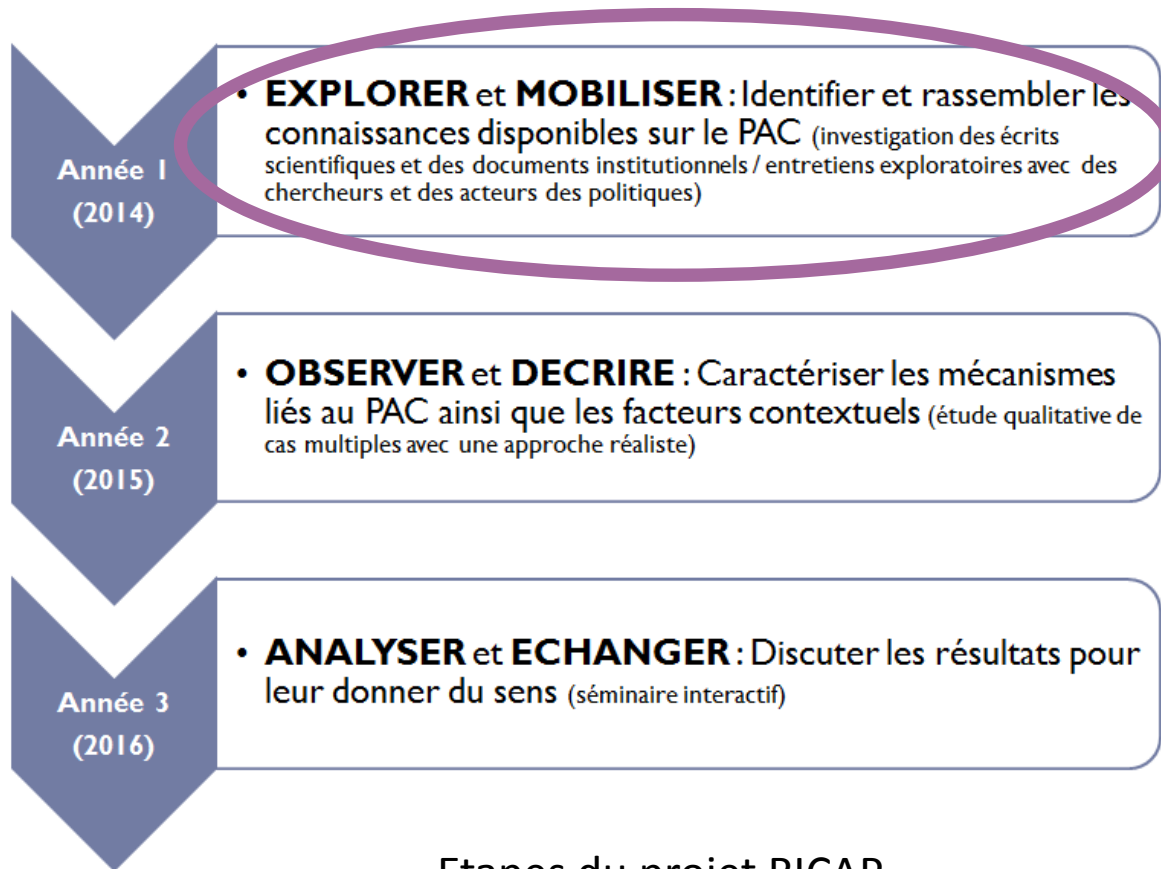 Année 1
(2014)
• EXPLORER et MOBILISER : Identifier et rassembler les
connaissances disponibles sur le PAC (investigation des écrits
scientifiques et des documents institutionnels / entretiens exploratoires avec des
chercheurs et des acteurs des politiques)
Année 2
(2015)
• OBSERVER et DECRIRE : Caractériser les mécanismes
liés au PAC ainsi que les facteurs contextuels (étude qualitative de
cas multiples avec une approche réaliste)
Année 3
(2016)
• ANALYSER et ECHANGER : Discuter les résultats pour
leur donner du sens (séminaire interactif)
Etapes du projet